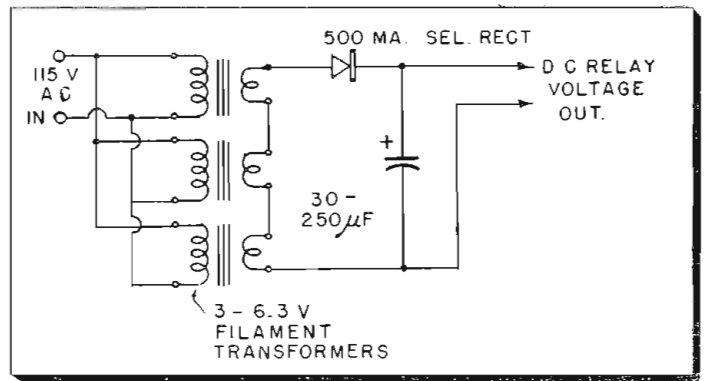 500 MA. SEL. RECT
115 V
A C
IN
D C RELAY
VOLTAGE
OUT.
+
30 -
250 µF
3 - 6.3 V
FILAMENT
TRANSFORMERS